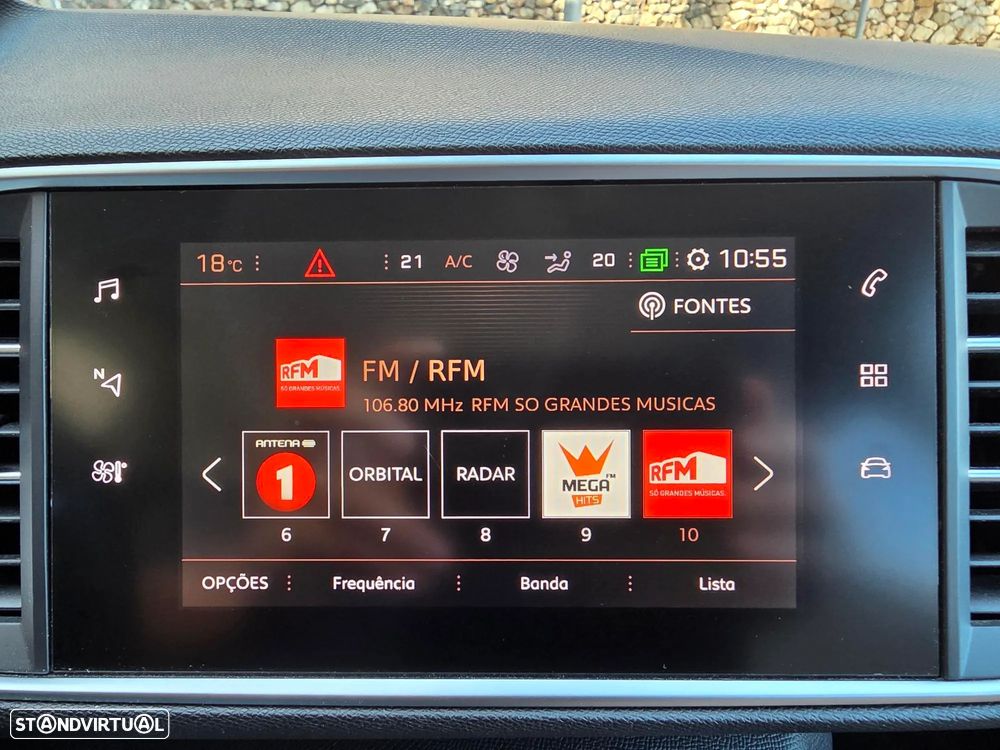 18°C 21 A/C 20 10:55
N
FONTES
RFM
SÓ GRANDES MÚSICAS.
FM / RFM
106.80 MHz RFM SO GRANDES MUSICAS
ANTENA
1
ORBITAL
RADAR
MEGA FM
HITS
RFM
SÓ GRANDES MÚSICAS.
6 7 8 9 10
OPÇÕES Frequência Banda Lista
STANDVIRTUAL